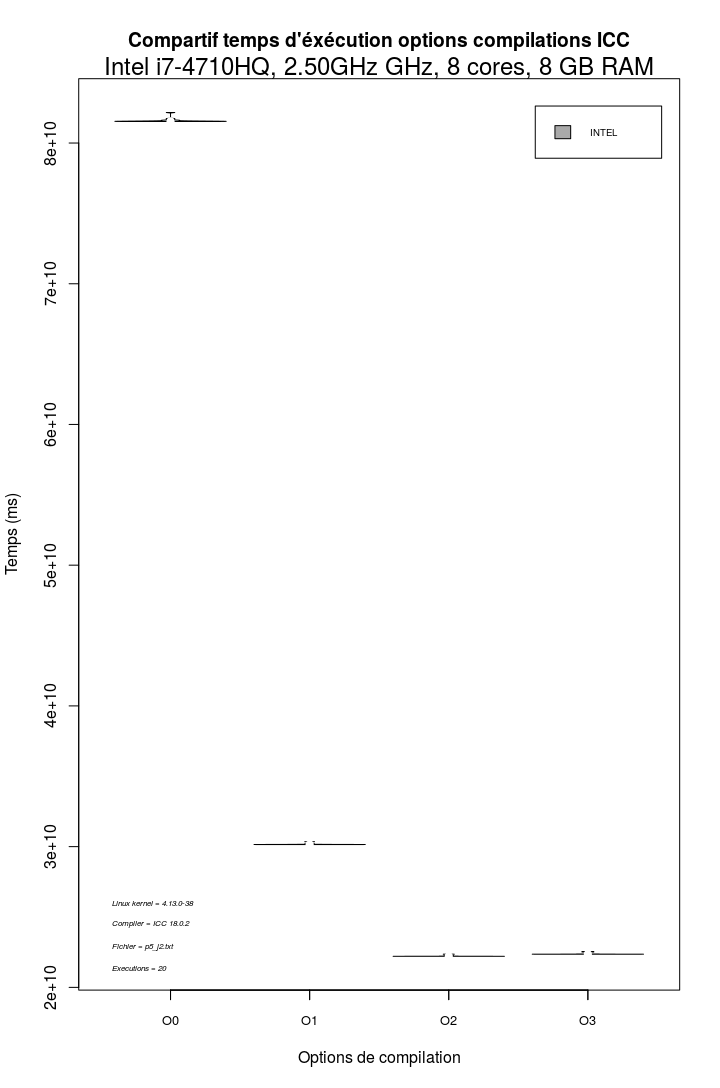 Compartif temps d'éxécution options compilations ICC
Intel i7-4710HQ, 2.50GHz GHz, 8 cores, 8 GB RAM
INTEL
Temps (ms)
8e+10
7e+10
6e+10
5e+10
4e+10
3e+10
2e+10
Linux kernel = 4.13.0-38
Compiler = ICC 18.0.2
Fichier = p5_j2.txt
Executions = 20
O0 O1 O2 O3
Options de compilation